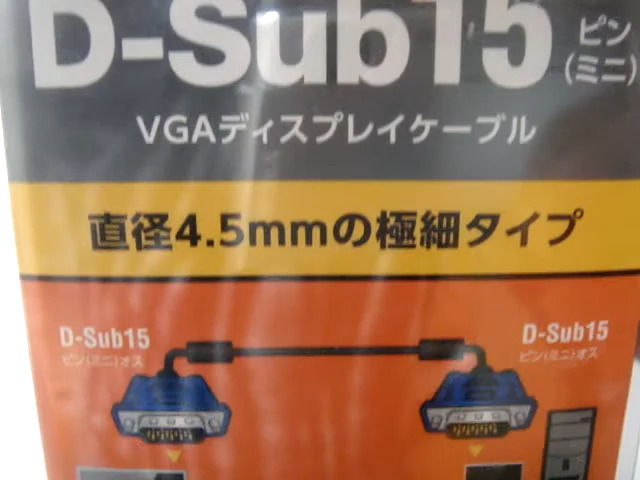 D-Sub15 ピン(ミニ)
VGAディスプレイケーブル
直径4.5mmの極細タイプ
D-Sub15
ピン(ミニ)オス
D-Sub15
ピン(ミニ)オス